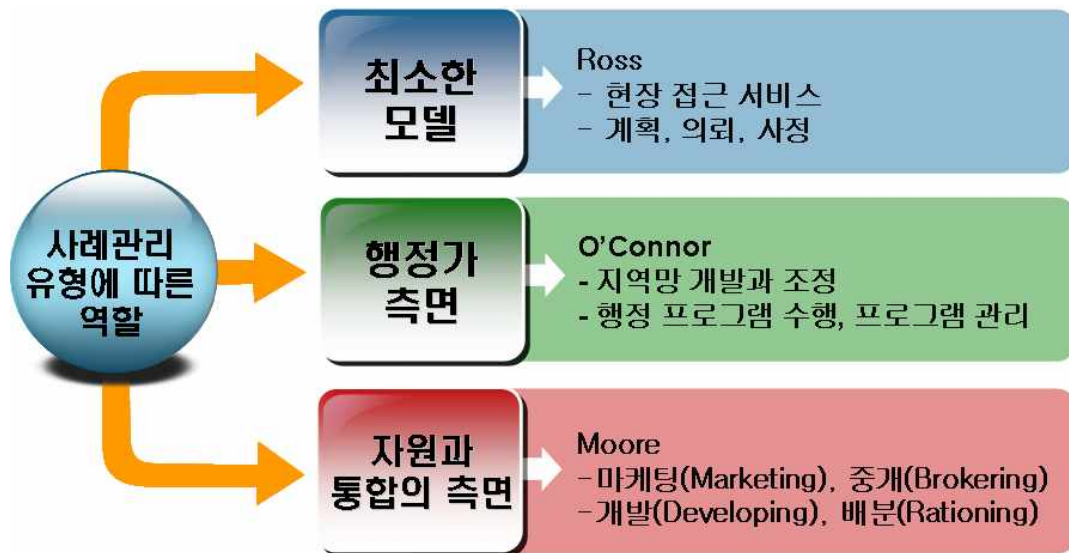 사례관리
유형에 따른
역할
최소한
모델
Ross
- 현장 접근 서비스
- 계획, 의뢰, 사정
행정가
측면
O'Connor
- 지역망 개발과 조정
- 행정 프로그램 수행, 프로그램 관리
자원과
통합의 측면
Moore
-마케팅(Marketing), 중개(Brokering)
-개발(Developing), 배분(Rationing)